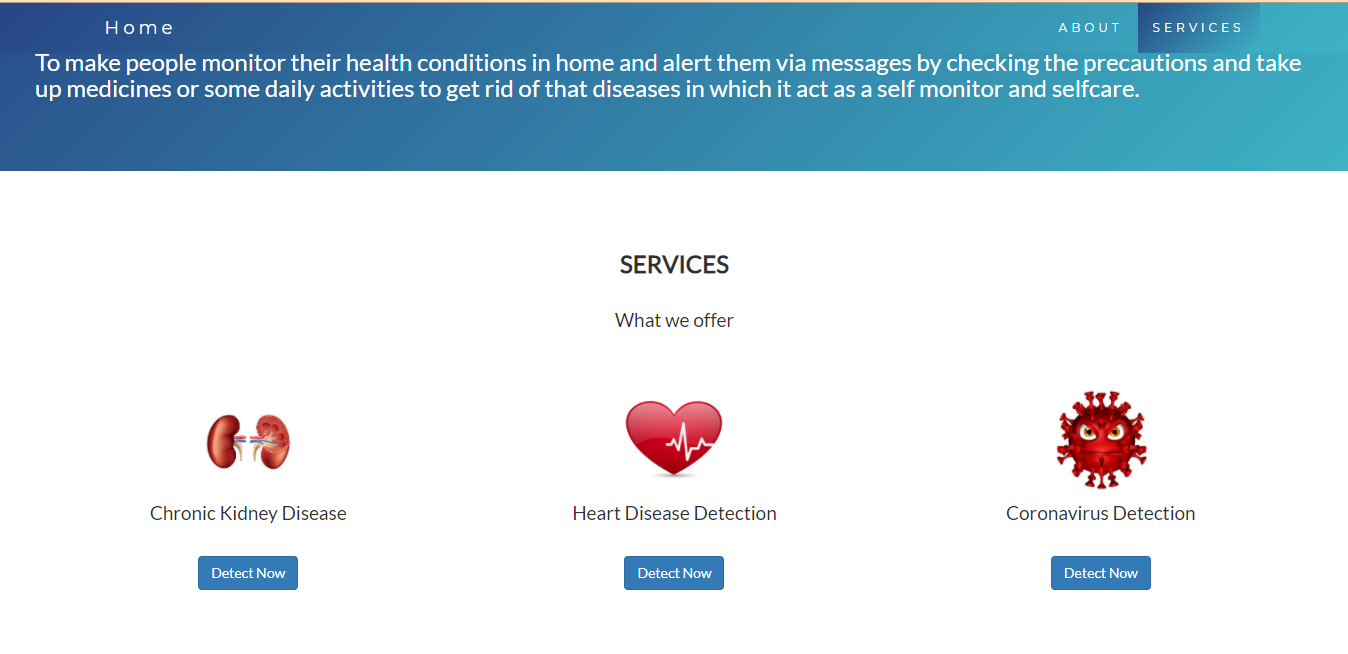 Home
ABOUT
SERVICES
To make people monitor their health conditions in home and alert them via messages by checking the precautions and take
up medicines or some daily activities to get rid of that diseases in which it act as a self monitor and selfcare.
SERVICES
What we offer
Chronic Kidney Disease
Heart Disease Detection
Coronavirus Detection
Detect Now
Detect Now
Detect Now